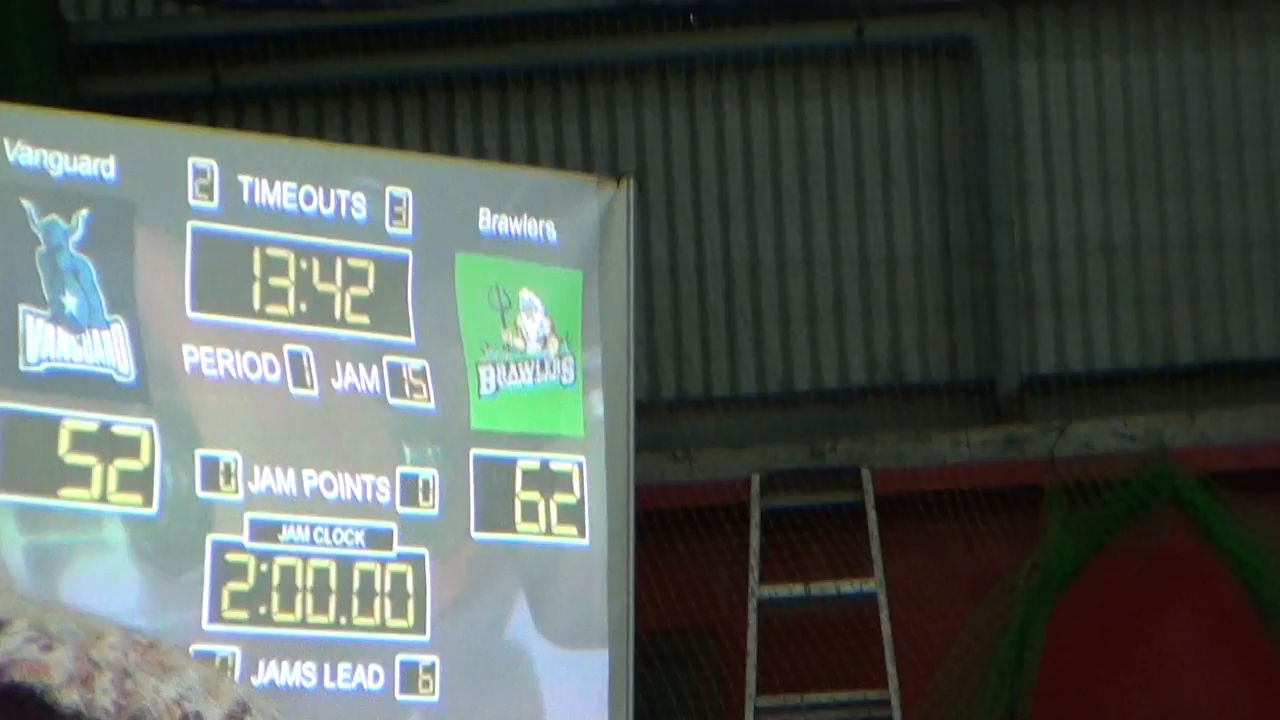 Vanguard
2 TIMEOUTS 3
Brawlers
13:42
VANGUARD
PERIOD 1 JAM 15
BRAWLERS
52
0 JAM POINTS 0
62
JAM CLOCK
2:00.00
JAMS LEAD 6